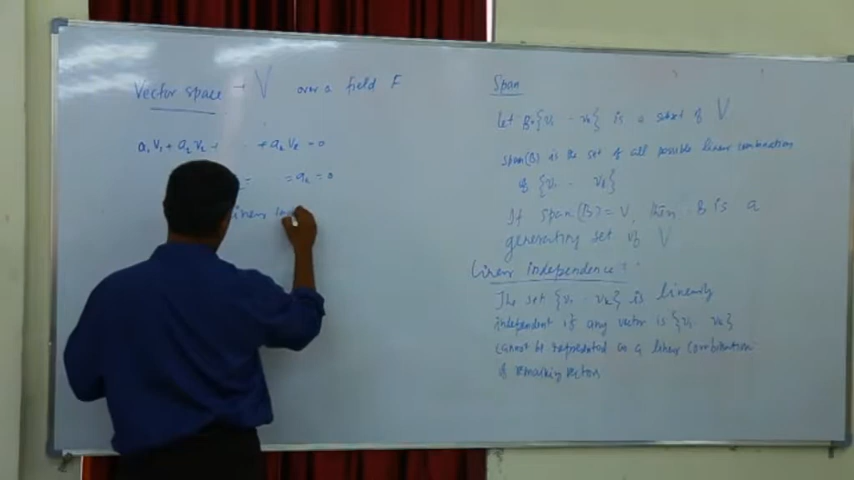 Vector space → V over a field F
a₁V₁ + a₂V₂ + +aₖVₖ = 0
= = aₖ = 0
linear
Span
Let B={v₁ - vₖ} is a subset of V
span(B) is the set of all possible linear combination
of {v₁ - vₖ}
If span(B) = V, then B is a
generating set of V
Linear independence :
The set {v₁ - vₖ} is linearly
independent if any vector is {v₁ vₖ}
cannot be represented as a linear combination
of remaining vectors